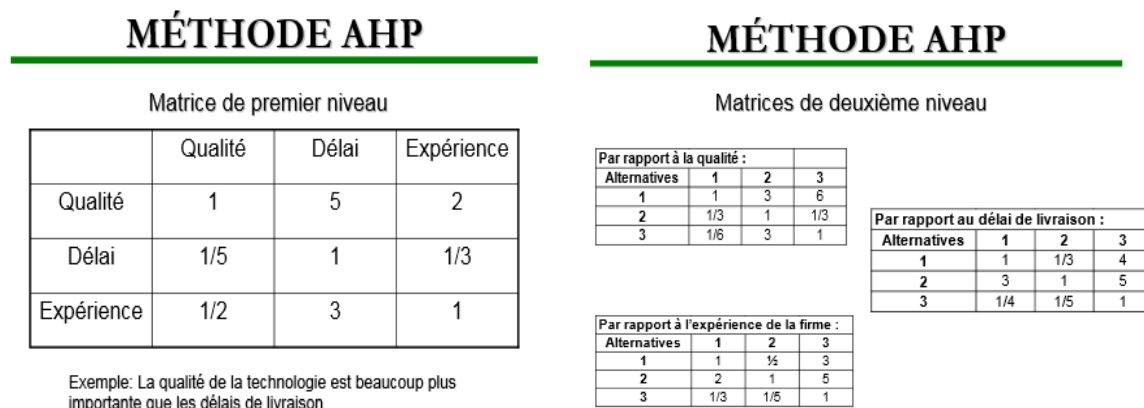 MÉTHODE AHP
Matrice de premier niveau
Qualité Délai Expérience
Qualité 1 5 2
Délai 1/5 1 1/3
Expérience 1/2 3 1
Exemple: La qualité de la technologie est beaucoup plus
importante que les délais de livraison
MÉTHODE AHP
Matrices de deuxième niveau
Par rapport à la qualité :
Alternatives 1 2 3
1 1 3 6
2 1/3 1 1/3
3 1/6 3 1
Par rapport au délai de livraison :
Alternatives 1 2 3
1 1 1/3 4
2 3 1 5
3 1/4 1/5 1
Par rapport à l'expérience de la firme :
Alternatives 1 2 3
1 1 ½ 3
2 2 1 5
3 1/3 1/5 1